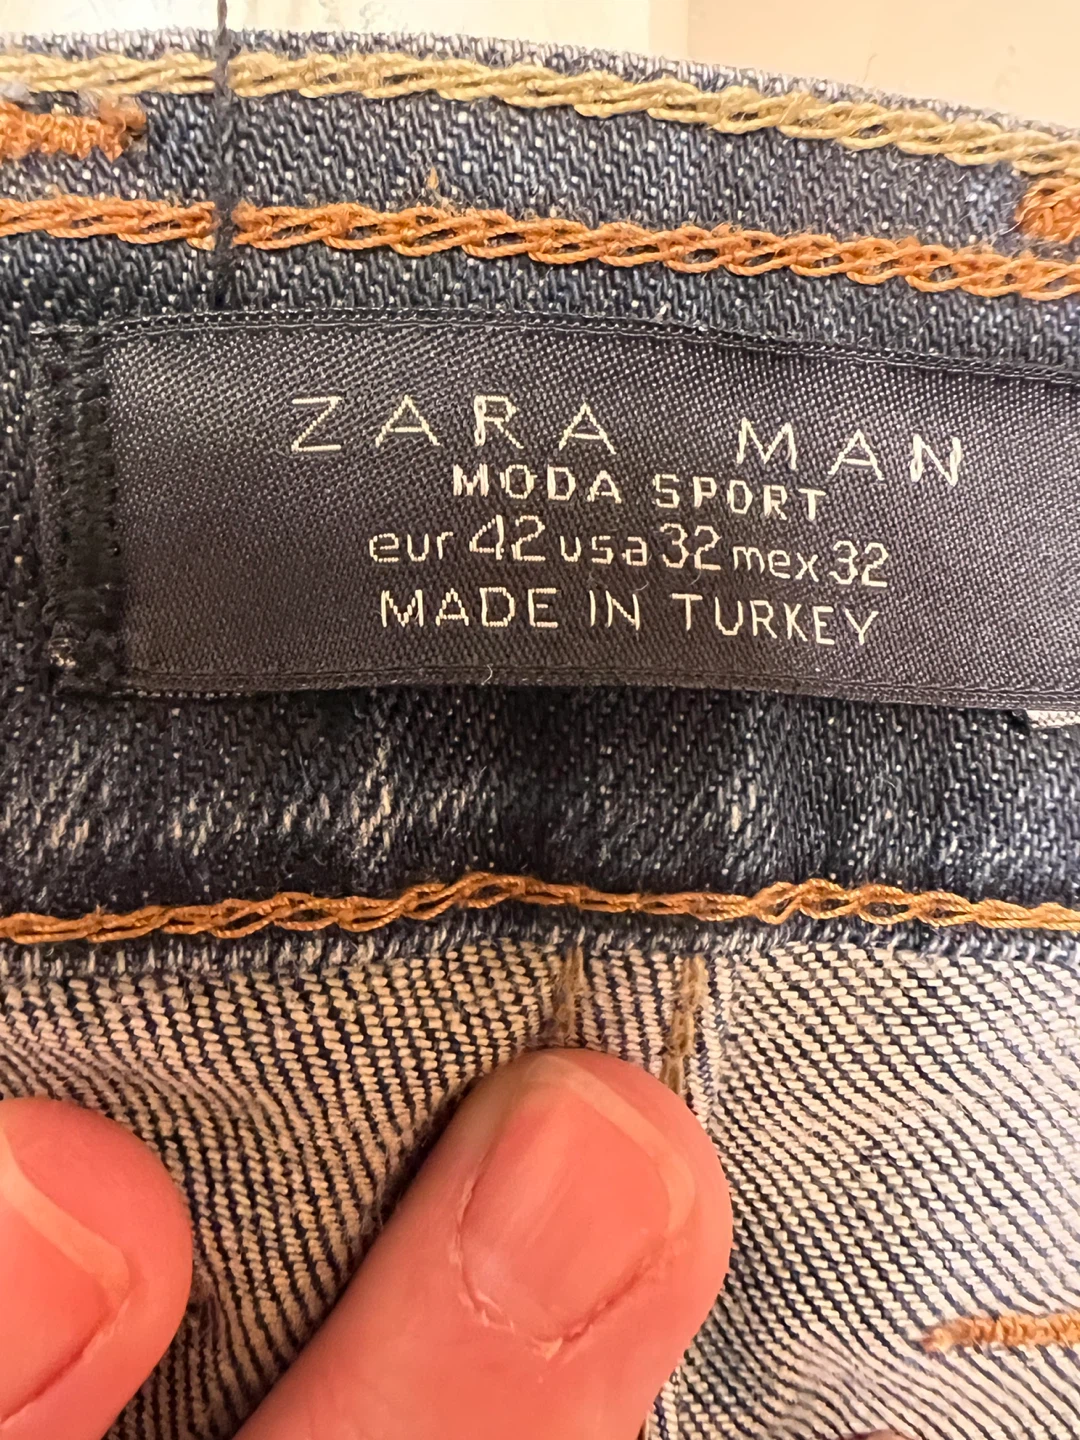 ZARA MAN
MODA SPORT
eur 42 usa 32 mex 32
MADE IN TURKEY